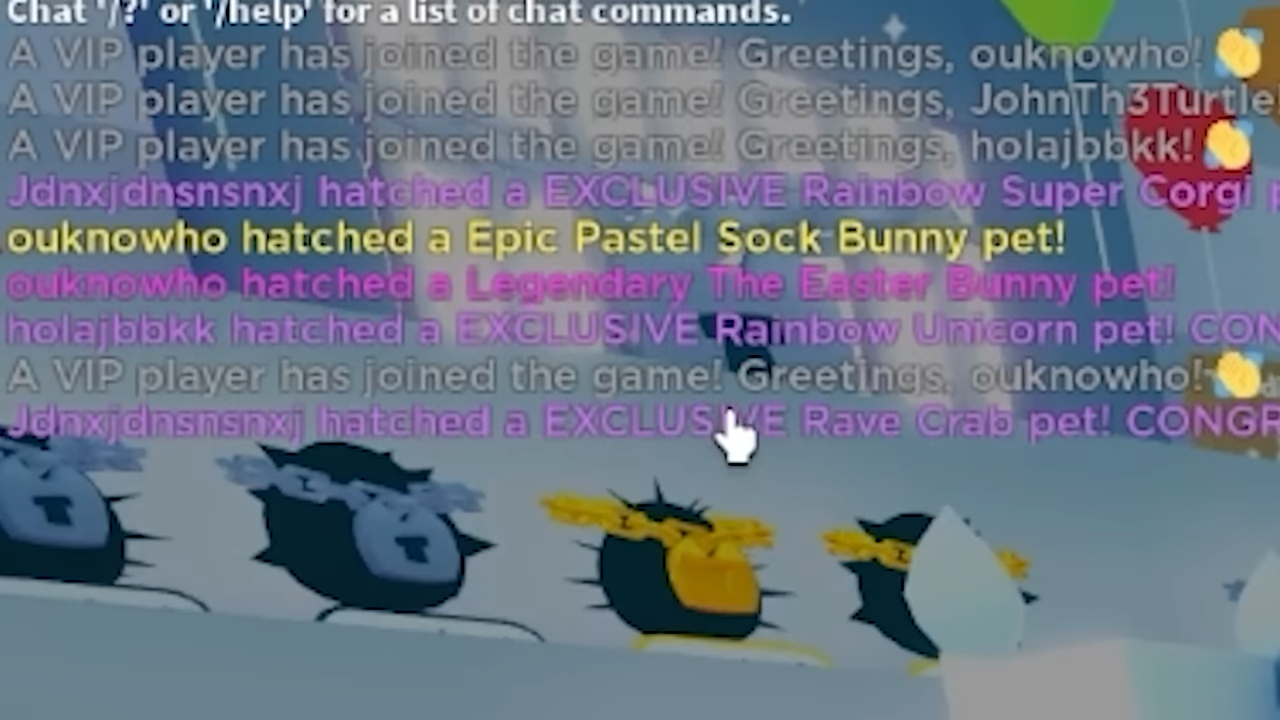 Chat '/?' or '/help' for a list of chat commands.
A VIP player has joined the game! Greetings, ouknowho! 👏
A VIP player has joined the game! Greetings, JohnTh3Turtle
A VIP player has joined the game! Greetings, holajbbkk! 👏
Jdnxjdnsnsnxj hatched a EXCLUSIVE Rainbow Super Corgi p
ouknowho hatched a Epic Pastel Sock Bunny pet!
ouknowho hatched a Legendary The Easter Bunny pet!
holajbbkk hatched a EXCLUSIVE Rainbow Unicorn pet! CON
A VIP player has joined the game! Greetings, ouknowho! 👏
Jdnxjdnsnsnxj hatched a EXCLUSIVE Rave Crab pet! CONGR